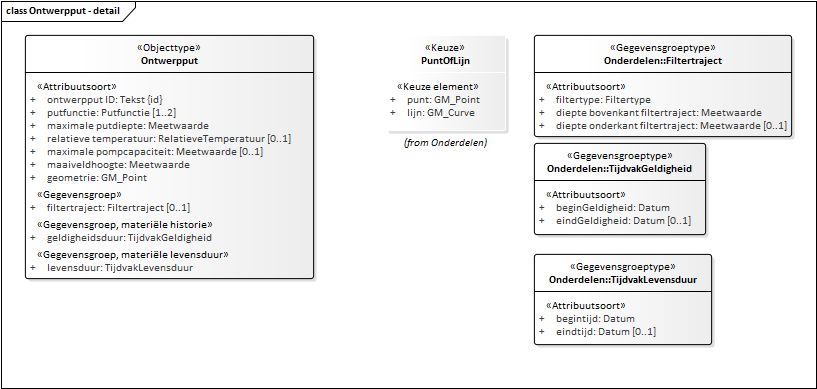 class Ontwerpput - detail
«Objecttype»
Ontwerpput
«Attribuutsoort»
+ ontwerpput ID: Tekst {id}
+ putfunctie: Putfunctie [1..2]
+ maximale putdiepte: Meetwaarde
+ relatieve temperatuur: RelatieveTemperatuur [0..1]
+ maximale pompcapaciteit: Meetwaarde [0..1]
+ maaiveldhoogte: Meetwaarde
+ geometrie: GM_Point
«Gegevensgroep»
+ filtertraject: Filtertraject [0..1]
«Gegevensgroep, materiële historie»
+ geldigheidsduur: TijdvakGeldigheid
«Gegevensgroep, materiële levensduur»
+ levensduur: TijdvakLevensduur
«Keuze»
PuntOfLijn
«Keuze element»
+ punt: GM_Point
+ lijn: GM_Curve
(from Onderdelen)
«Gegevensgroeptype»
Onderdelen::Filtertraject
«Attribuutsoort»
+ filtertype: Filtertype
+ diepte bovenkant filtertraject: Meetwaarde
+ diepte onderkant filtertraject: Meetwaarde [0..1]
«Gegevensgroeptype»
Onderdelen::TijdvakGeldigheid
«Attribuutsoort»
+ beginGeldigheid: Datum
+ eindGeldigheid: Datum [0..1]
«Gegevensgroeptype»
Onderdelen::TijdvakLevensduur
«Attribuutsoort»
+ begintijd: Datum
+ eindtijd: Datum [0..1]